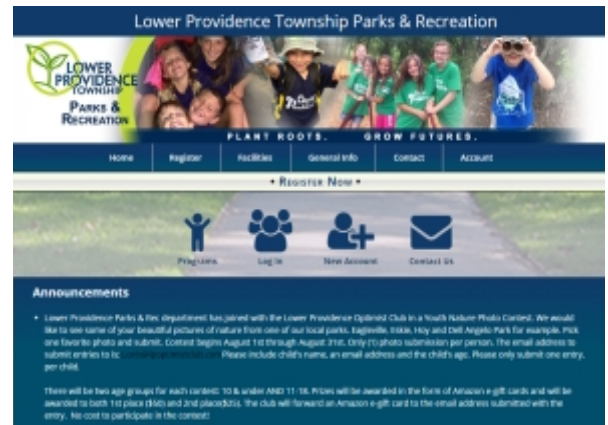 Lower Providence Township Parks & Recreation
LOWER
PROVIDENCE
TOWNSHIP
PARKS &
RECREATION
PLANT ROOTS. GROW FUTURES.
Home Register Facilities General Info Contact Account
• REGISTER NOW •
Programs Log In New Account Contact Us
Announcements
• Lower Providence Parks & Rec department has joined with the Lower Providence Optimist Club in a Youth Nature Photo Contest. We would
like to see some of your beautiful pictures of nature from one of our local parks. Eagleville, Hoy and Dell Angelo Park for example. Pick
one favorite photo and submit. Contest begins August 1st through August 31st. Only (1) photo submission per person. The email address to
submit entries to is: Please include child's name, an email address and the child's age. Please only submit one entry,
per child.
There will be two age groups for each contest: 10 & under AND 11-18. Prizes will be awarded in the form of Amazon e-gift cards and will be
awarded to both 1st place ($50) and 2nd place($25). The club will forward an Amazon e-gift card to the email address submitted with the
entry. No cost to participate in the contest!